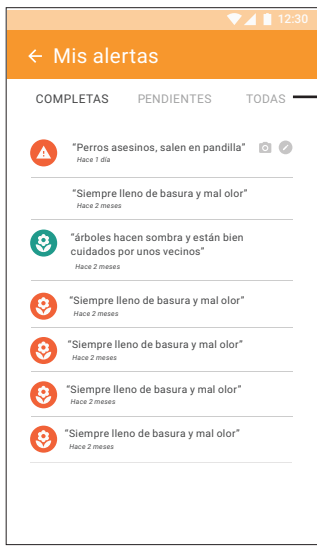 12:30
Mis alertas
COMPLETAS PENDIENTES TODAS
“Perros asesinos, salen en pandilla”
Hace 1 día
“Siempre lleno de basura y mal olor”
Hace 2 meses
“árboles hacen sombra y están bien
cuidados por unos vecinos”
Hace 2 meses
“Siempre lleno de basura y mal olor”
Hace 2 meses
“Siempre lleno de basura y mal olor”
Hace 2 meses
“Siempre lleno de basura y mal olor”
Hace 2 meses
“Siempre lleno de basura y mal olor”
Hace 2 meses